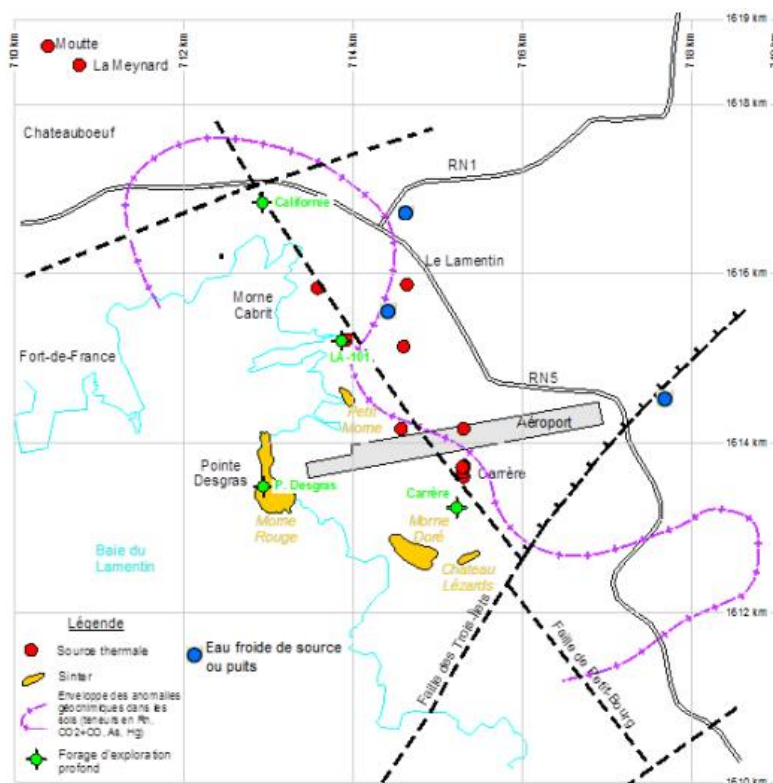 710 km
712 km
714 km
716 km
718 km
1619 km
Moutte
La Meynard
1618 km
Chateauboeuf
RN1
Californie
Le Lamentin
1616 km
Morne
Cabrit
Fort-de-France
LA-101
RN5
Petit
Morne
Aéroport
1614 km
Pointe
Desgras
P. Desgras
Carrère
Carrère
Morne
Rouge
Morne
Doré
Chateau
Lézards
Baie du
Lamentin
1612 km
Faille des Trois-Ilets
Faille de Petit-Bourg
Légende
Source thermale
Sinter
Enveloppe des anomalies
géochimiques dans les
sols (teneurs en Rn,
CO2+CO, As, Hg)
Forage d'exploration
profond
Eau froide de source
ou puits
1610 km